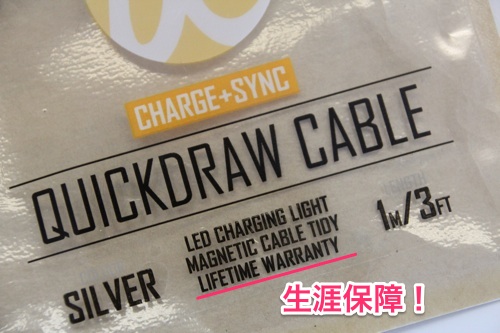 CHARGE+SYNC
QUICKDRAW CABLE
LED CHARGING LIGHT
MAGNETIC CABLE TIDY
LIFETIME WARRANTY
1M/3FT
SILVER
生涯保障！